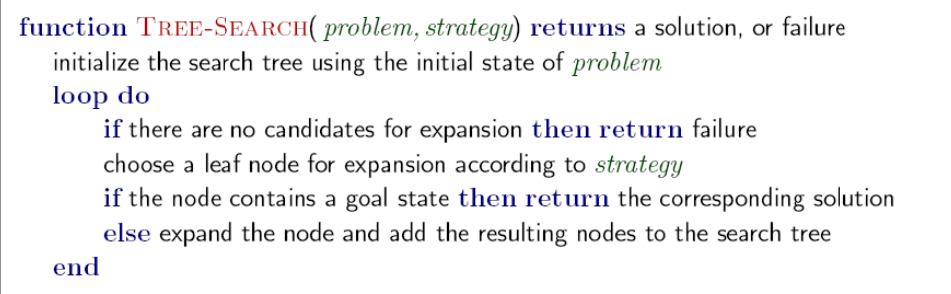 function TREE-SEARCH( problem, strategy) returns a solution, or failure
initialize the search tree using the initial state of problem
loop do
if there are no candidates for expansion then return failure
choose a leaf node for expansion according to strategy
if the node contains a goal state then return the corresponding solution
else expand the node and add the resulting nodes to the search tree
end